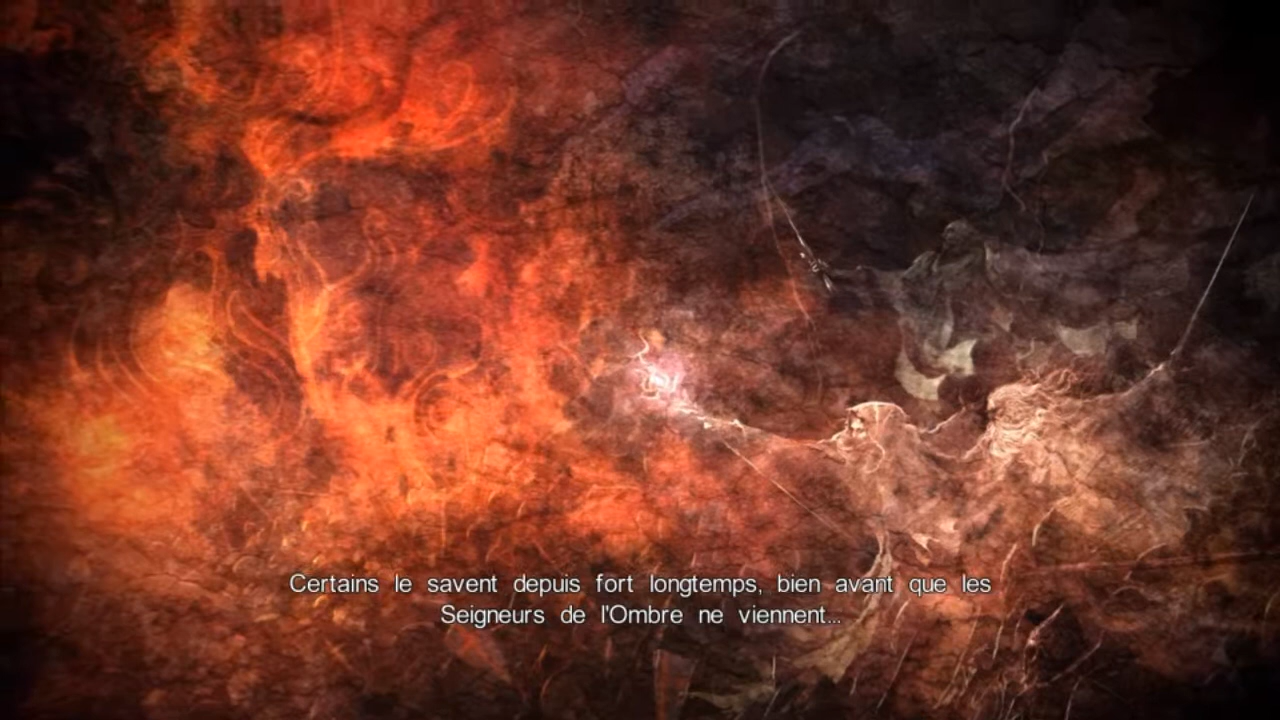 Certains le savent depuis fort longtemps, bien avant que les
Seigneurs de l'Ombre ne viennent...